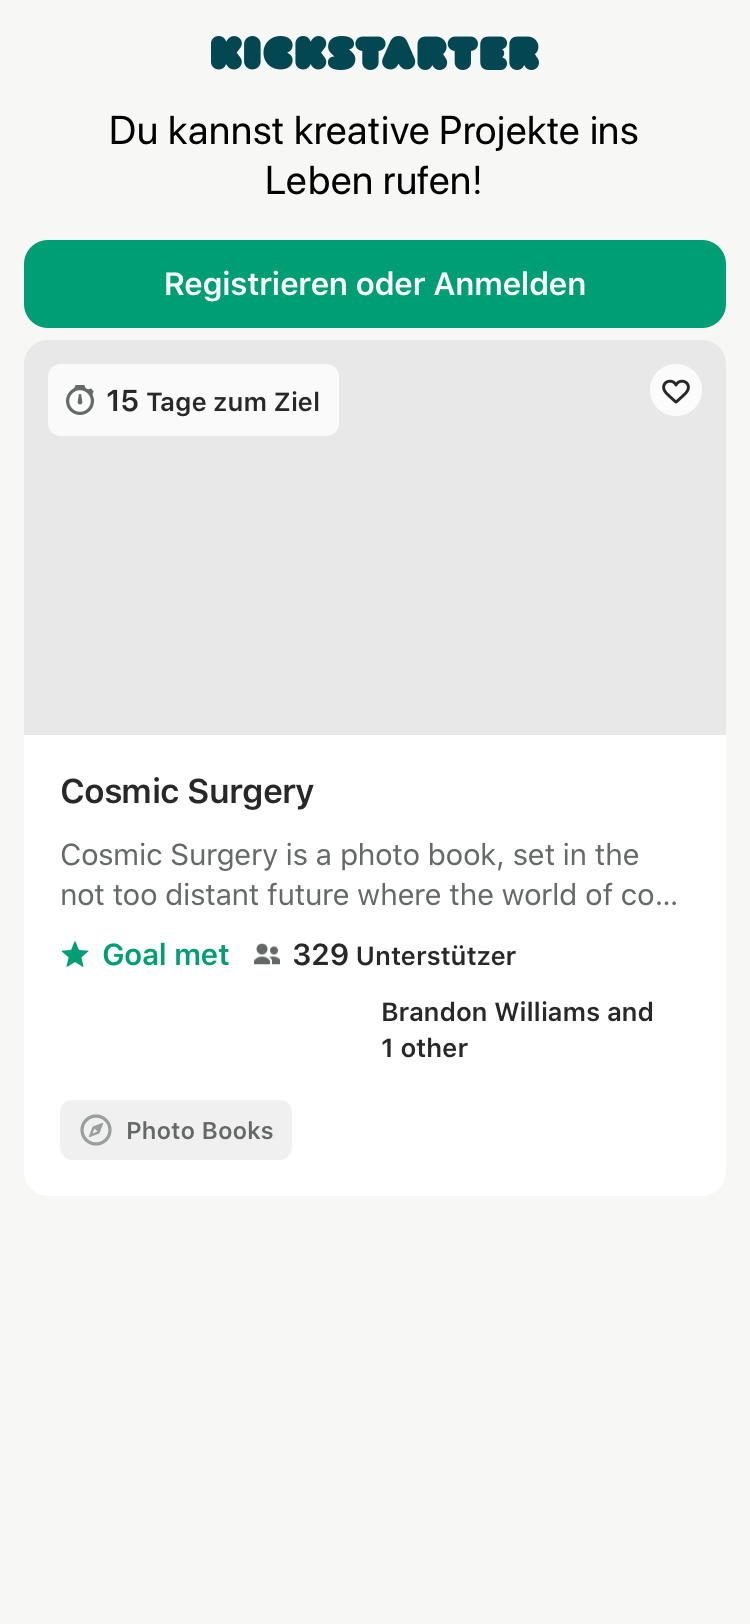 KICKSTARTER
Du kannst kreative Projekte ins
Leben rufen!
Registrieren oder Anmelden
15 Tage zum Ziel
Cosmic Surgery
Cosmic Surgery is a photo book, set in the
not too distant future where the world of co...
Goal met 329 Unterstützer
Brandon Williams and
1 other
Photo Books